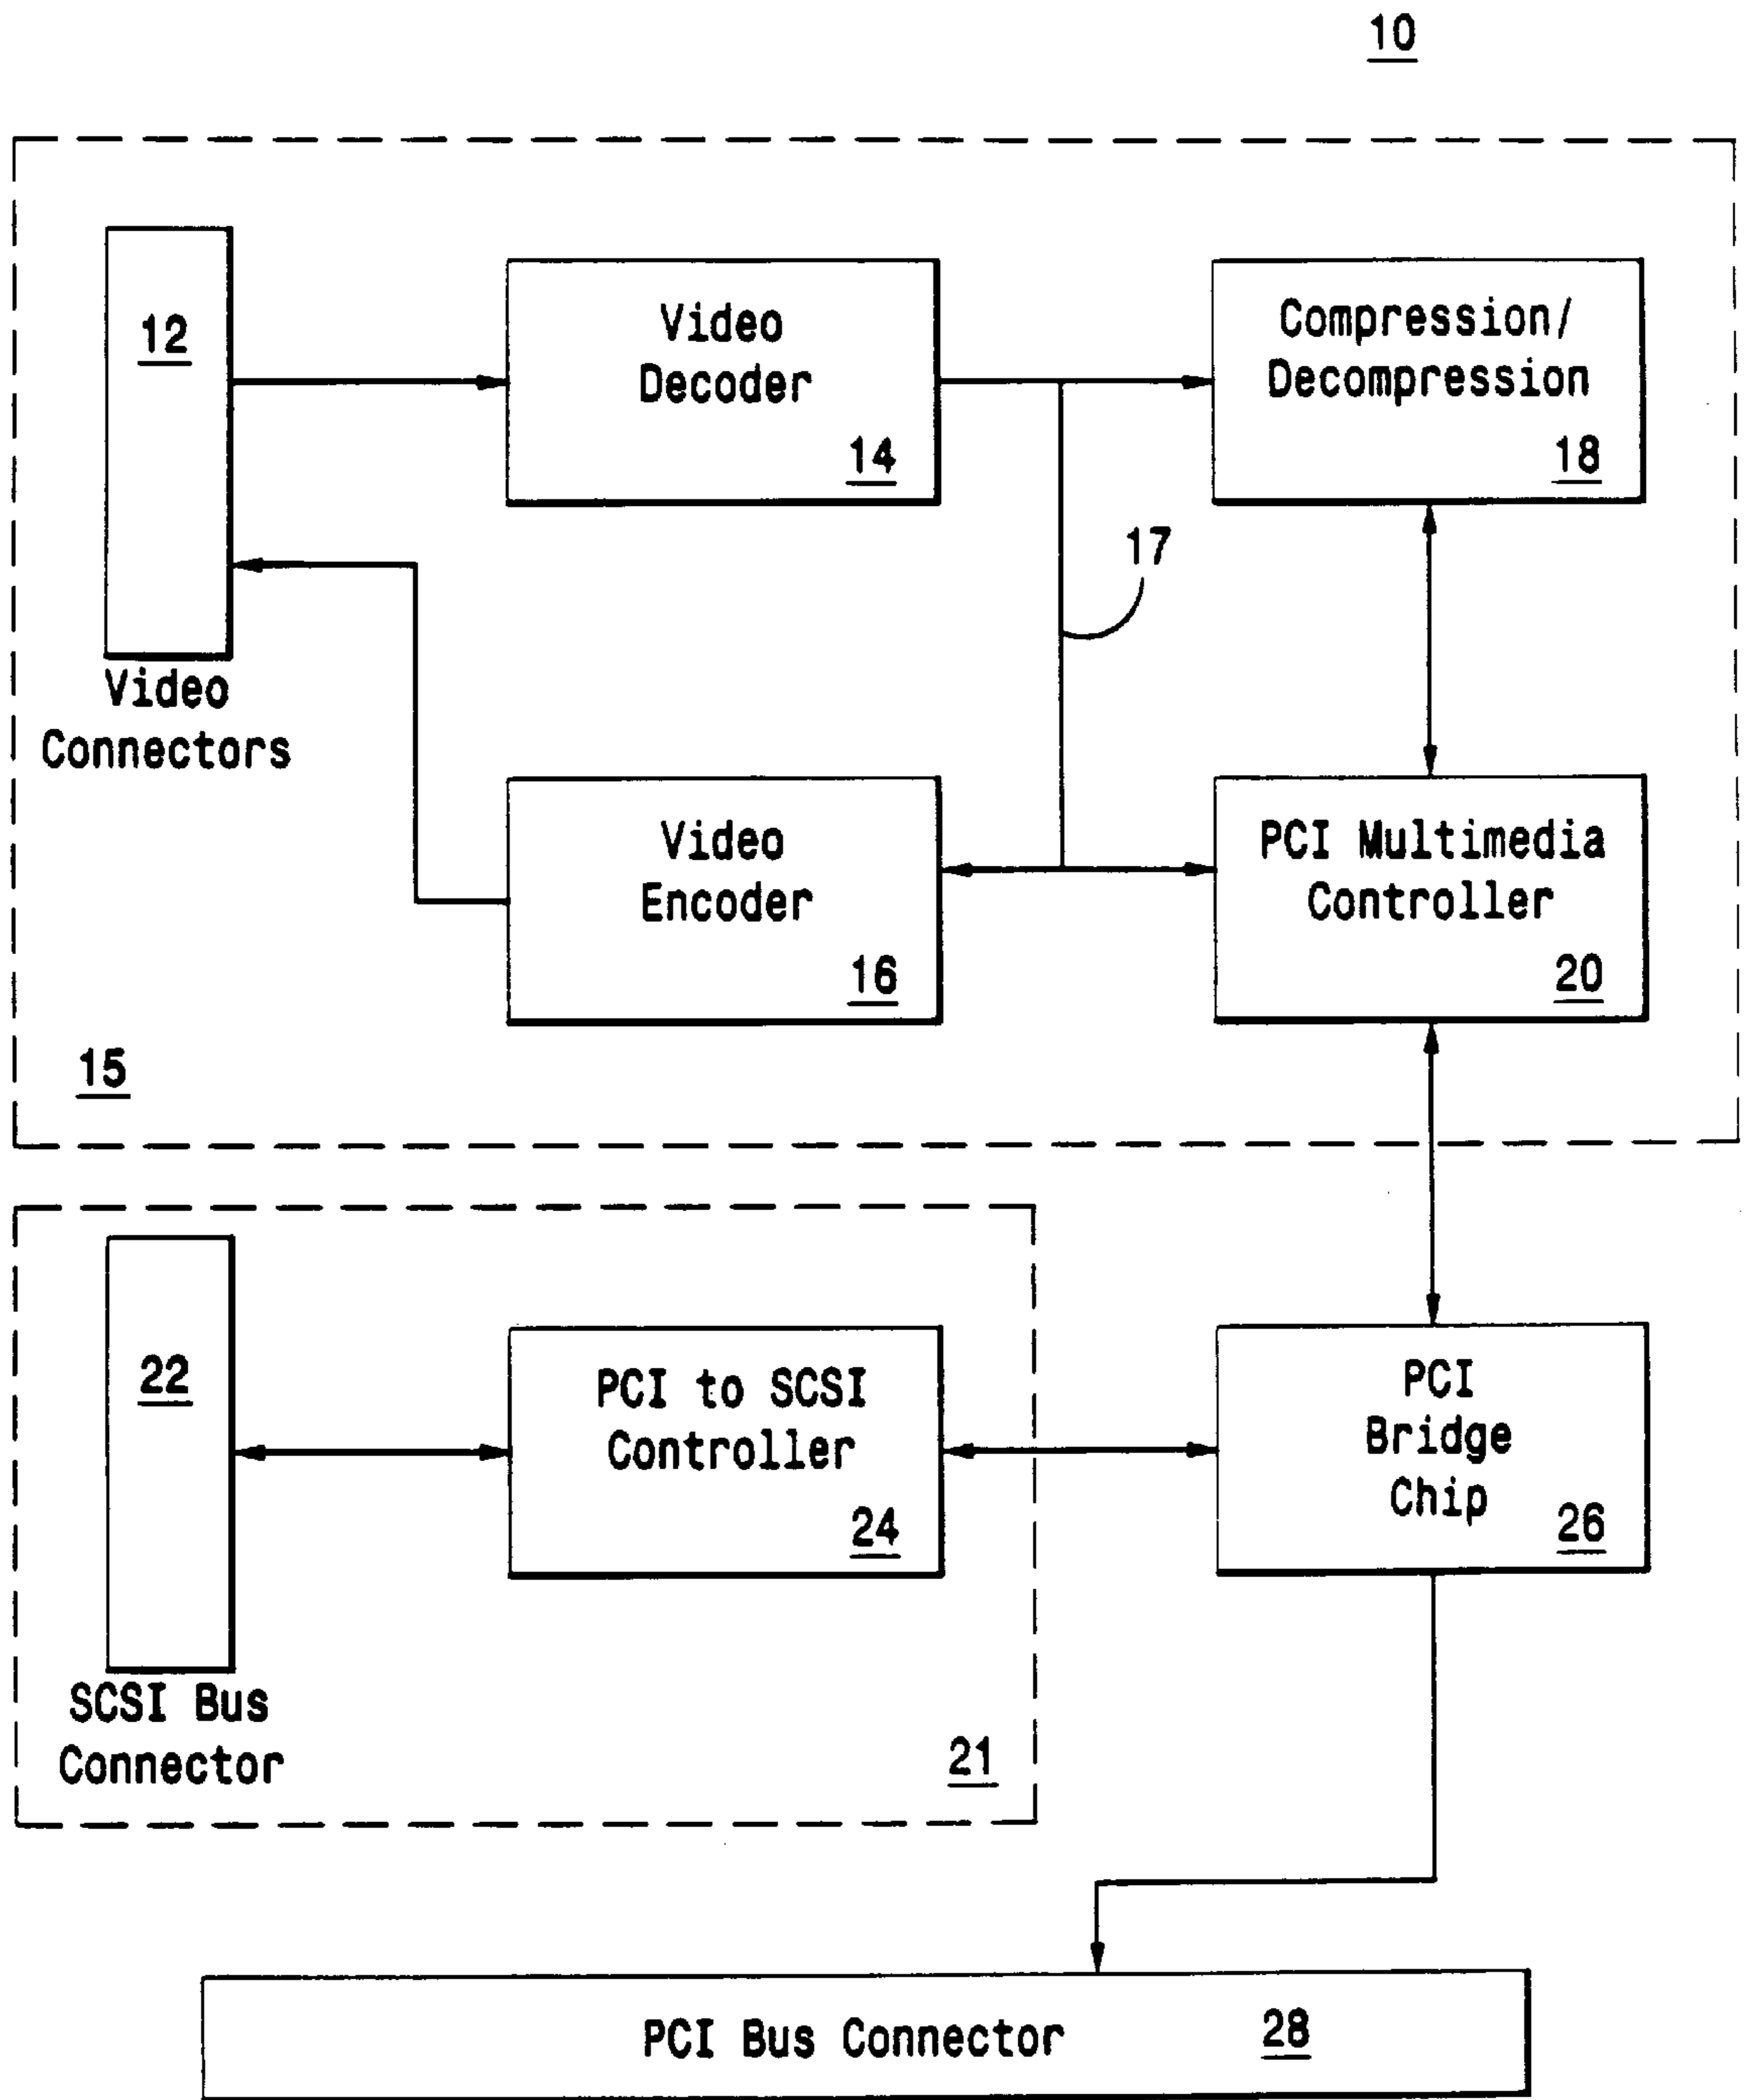 10
12
Video
Connectors
Video
Decoder
14
Compression/
Decompression
18
17
Video
Encoder
16
PCI Multimedia
Controller
20
15
22
SCSI Bus
Connector
PCI to SCSI
Controller
24
21
PCI
Bridge
Chip
26
PCI Bus Connector 28